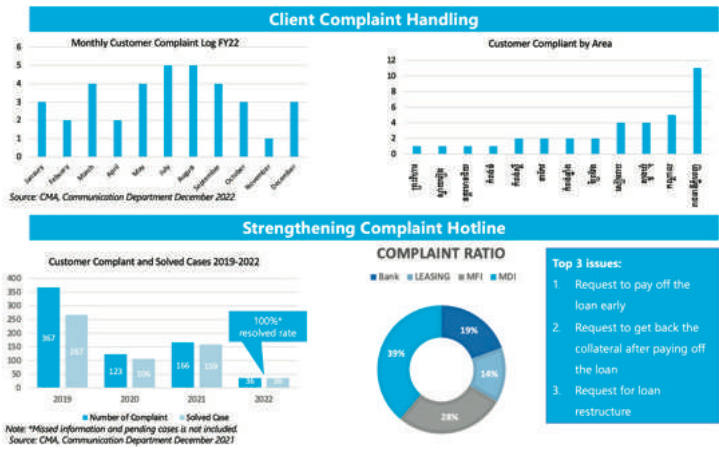 Client Complaint Handling
Monthly Customer Complaint Log FY22
6
5
4
3
2
1
0
January
Febuary
March
April
May
July
August
September
October
November
December
Source: CMA, Communication Department December 2022
Customer Compliant by Area
12
10
8
6
4
2
0
Strengthening Complaint Hotline
Customer Complant and Solved Cases 2019-2022
400
350
300
250
200
150
100
50
0
367
267
123
106
166
159
36
36
100%*
resolved rate
2019
2020
2021
2022
Number of Complaint
Solved Case
Note: *Missed information and pending cases is not included.
Source: CMA, Communication Department December 2021
COMPLAINT RATIO
Bank
LEASING
MFI
MDI
19%
14%
28%
39%
Top 3 issues:
1. Request to pay off the
loan early
2. Request to get back the
collateral after paying off
the loan
3. Request for loan
restructure